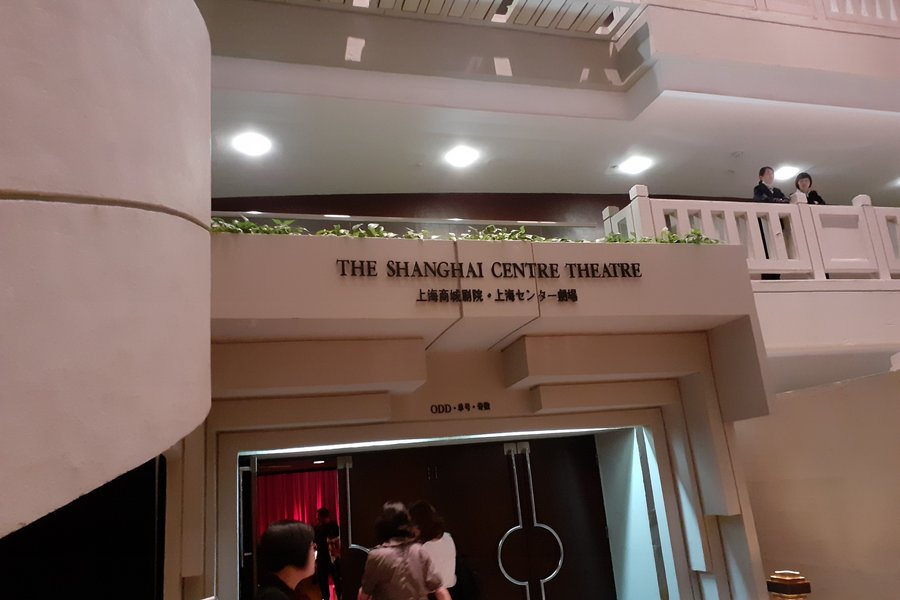 THE SHANGHAI CENTRE THEATRE
上海商城劇院・上海センター劇場
ODD・单号・奇数